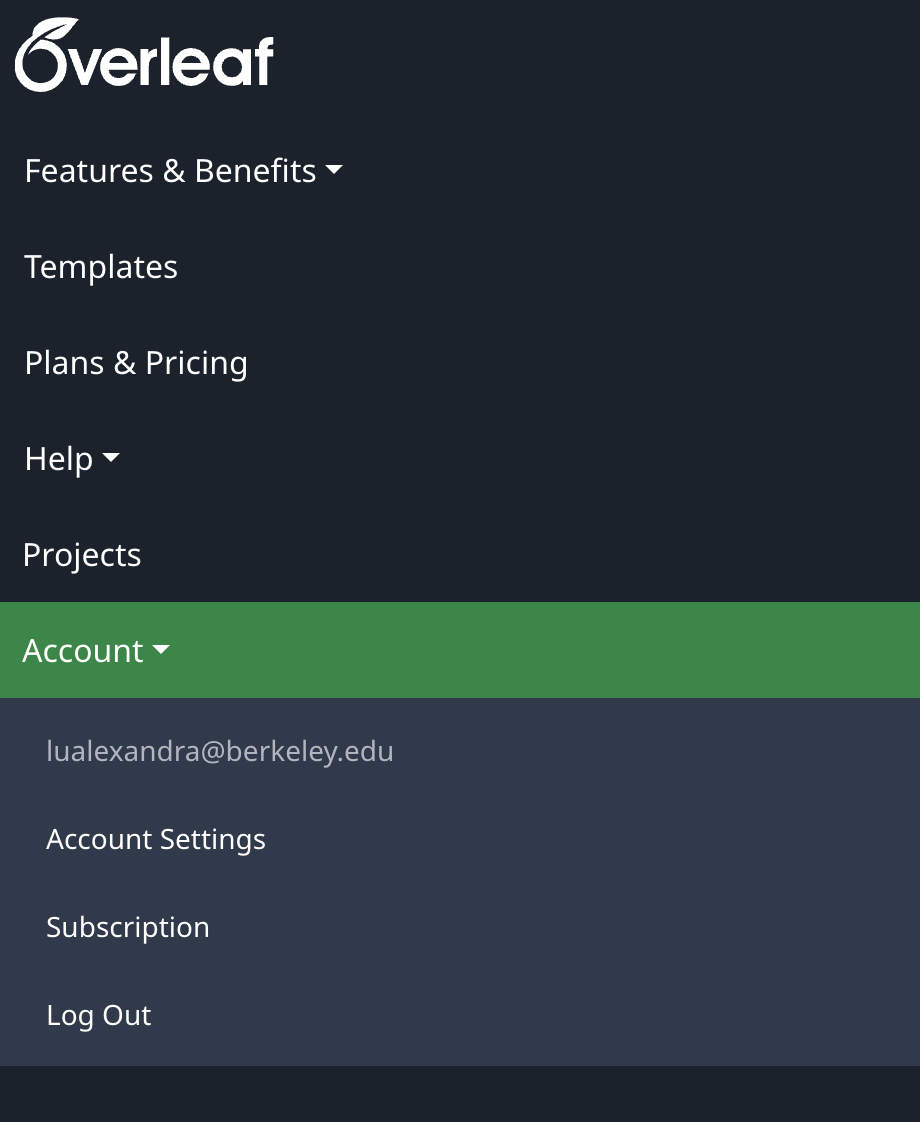 Overleaf
Features & Benefits
Templates
Plans & Pricing
Help
Projects
Account
lualexandra@berkeley.edu
Account Settings
Subscription
Log Out